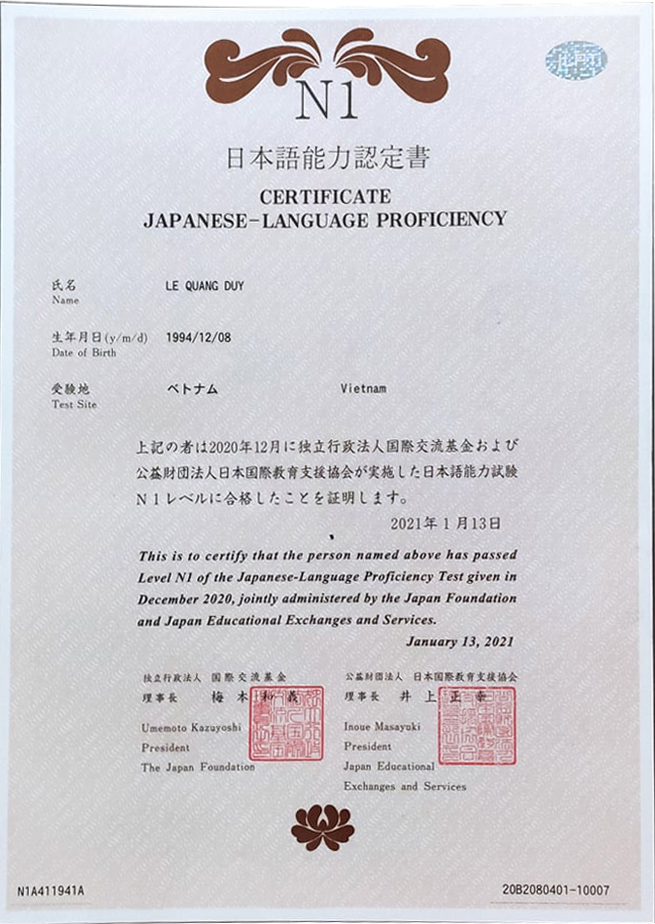 N1
日本語能力認定書
CERTIFICATE
JAPANESE-LANGUAGE PROFICIENCY
氏名 LE QUANG DUY
Name
生年月日(y/m/d) 1994/12/08
Date of Birth
受験地 ベトナム Vietnam
Test Site
上記の者は2020年12月に独立行政法人国際交流基金および
公益財団法人日本国際教育支援協会が実施した日本語能力試験
N1レベルに合格したことを証明します。
2021年1月13日
This is to certify that the person named above has passed
Level N1 of the Japanese-Language Proficiency Test given in
December 2020, jointly administered by the Japan Foundation
and Japan Educational Exchanges and Services.
January 13, 2021
独立行政法人 国際交流基金
理事長 梅本和義
Umemoto Kazuyoshi
President
The Japan Foundation
公益財団法人 日本国際教育支援協会
理事長 井上正幸
Inoue Masayuki
President
Japan Educational
Exchanges and Services
N1A411941A
20B2080401-10007